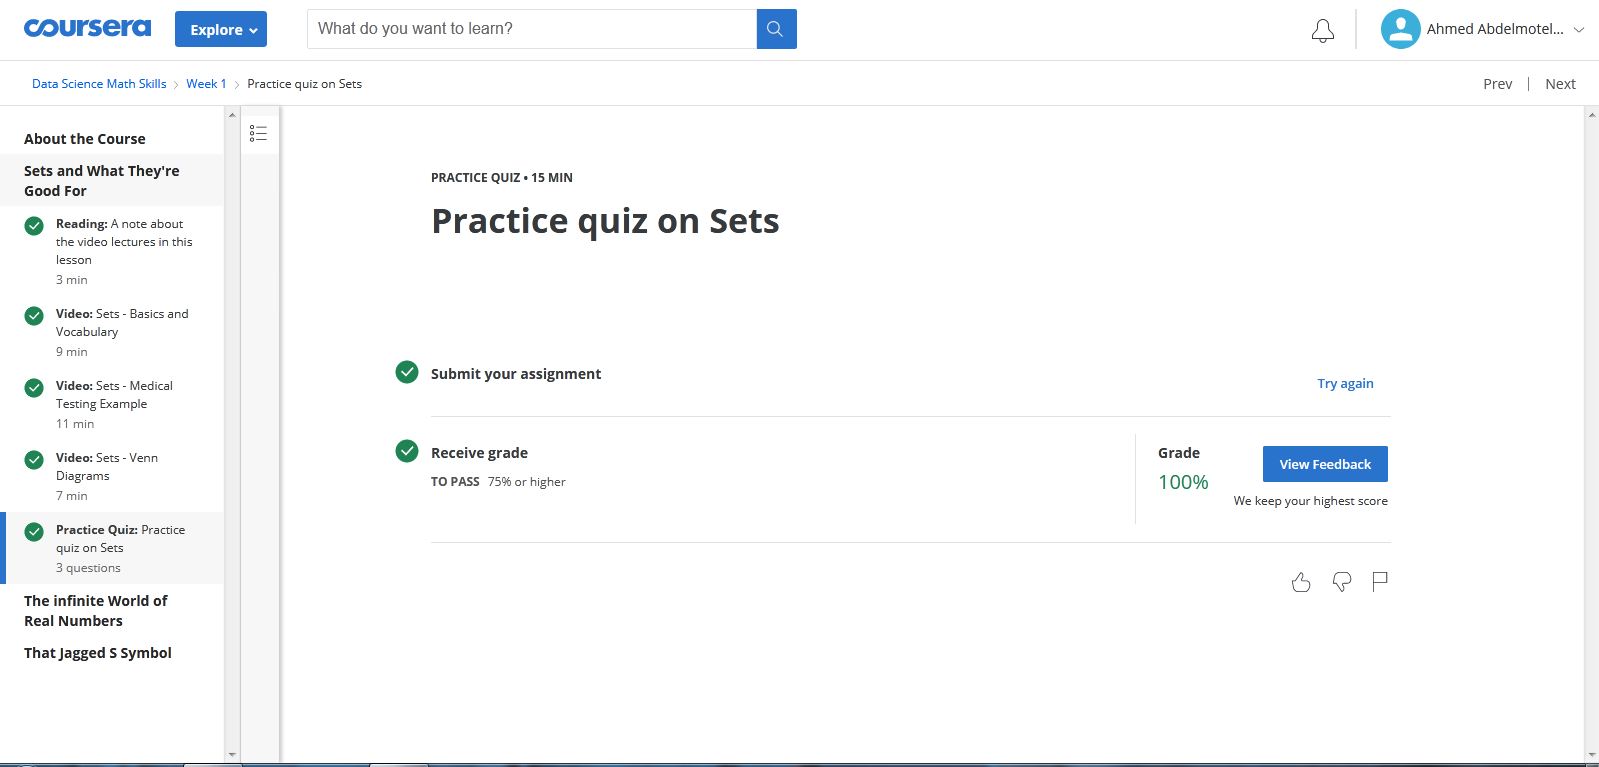 coursera
Explore
What do you want to learn?
Ahmed Abdelmotel...
Data Science Math Skills > Week 1 > Practice quiz on Sets
Prev | Next
About the Course
Sets and What They're
Good For
Reading: A note about
the video lectures in this
lesson
3 min
Video: Sets - Basics and
Vocabulary
9 min
Video: Sets - Medical
Testing Example
11 min
Video: Sets - Venn
Diagrams
7 min
Practice Quiz: Practice
quiz on Sets
3 questions
The infinite World of
Real Numbers
That Jagged S Symbol
PRACTICE QUIZ • 15 MIN
Practice quiz on Sets
Submit your assignment
Try again
Receive grade
TO PASS 75% or higher
Grade
100%
View Feedback
We keep your highest score